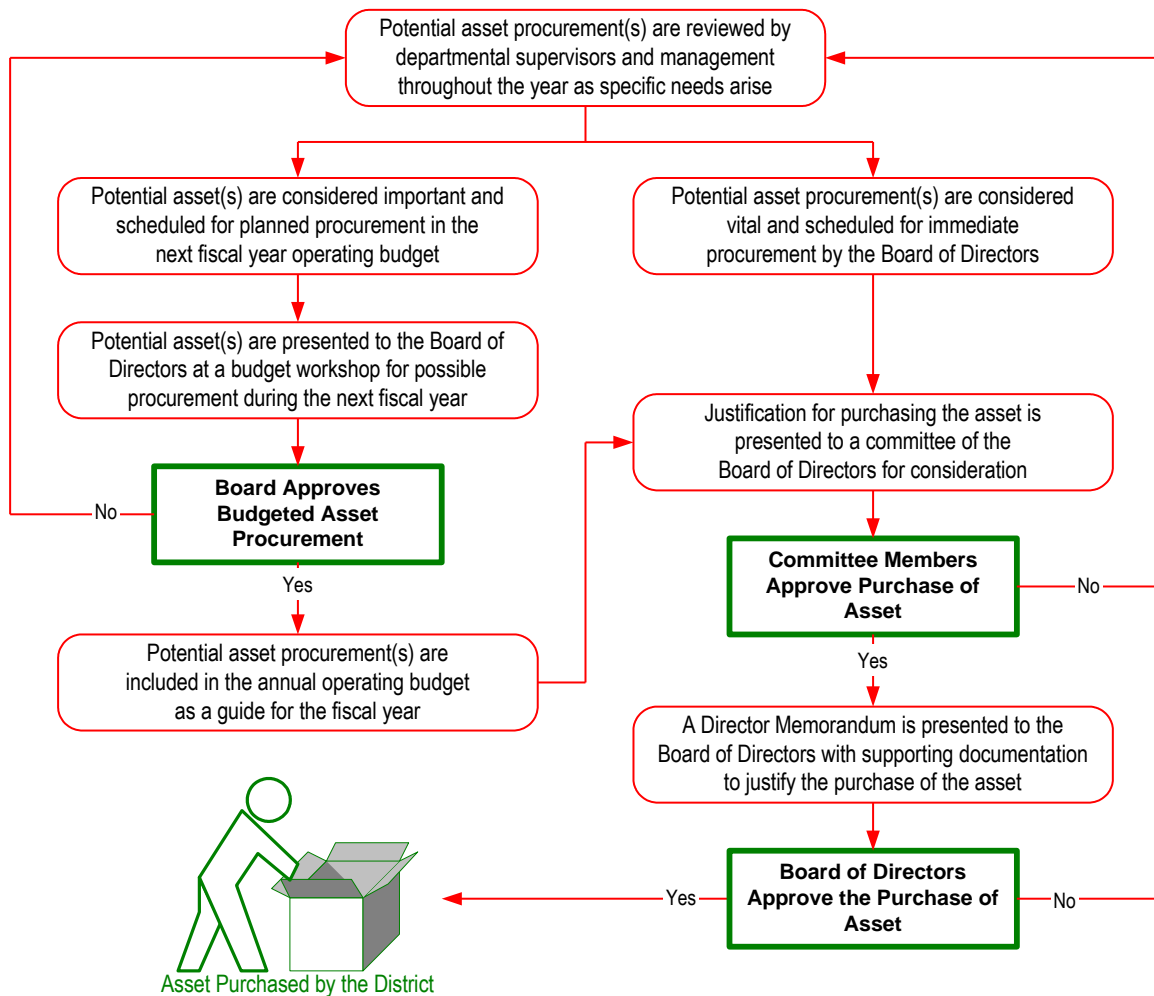 Potential asset procurement(s) are reviewed by
departmental supervisors and management
throughout the year as specific needs arise
Potential asset(s) are considered important and
scheduled for planned procurement in the
next fiscal year operating budget
Potential asset procurement(s) are considered
vital and scheduled for immediate
procurement by the Board of Directors
Potential asset(s) are presented to the Board of
Directors at a budget workshop for possible
procurement during the next fiscal year
Justification for purchasing the asset is
presented to a committee of the
Board of Directors for consideration
Board Approves
Budgeted Asset
Procurement
No
Yes
Committee Members
Approve Purchase of
Asset
No
Yes
Potential asset procurement(s) are
included in the annual operating budget
as a guide for the fiscal year
A Director Memorandum is presented to the
Board of Directors with supporting documentation
to justify the purchase of the asset
Board of Directors
Approve the Purchase of
Asset
Yes
No
Asset Purchased by the District